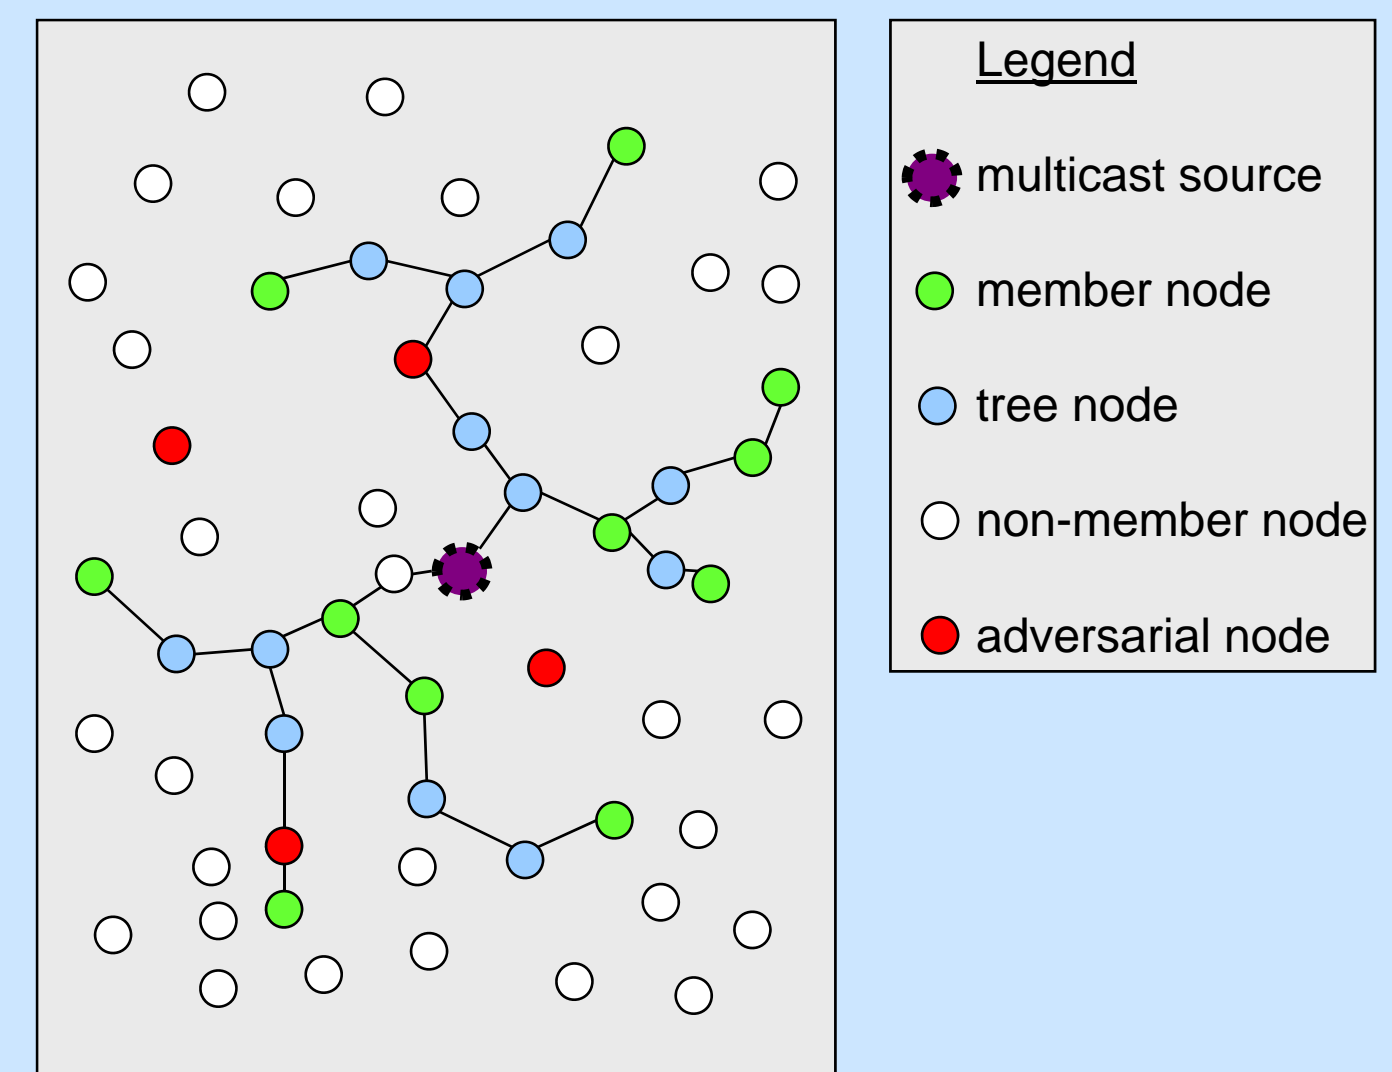 Legend
multicast source
member node
tree node
non-member node
adversarial node